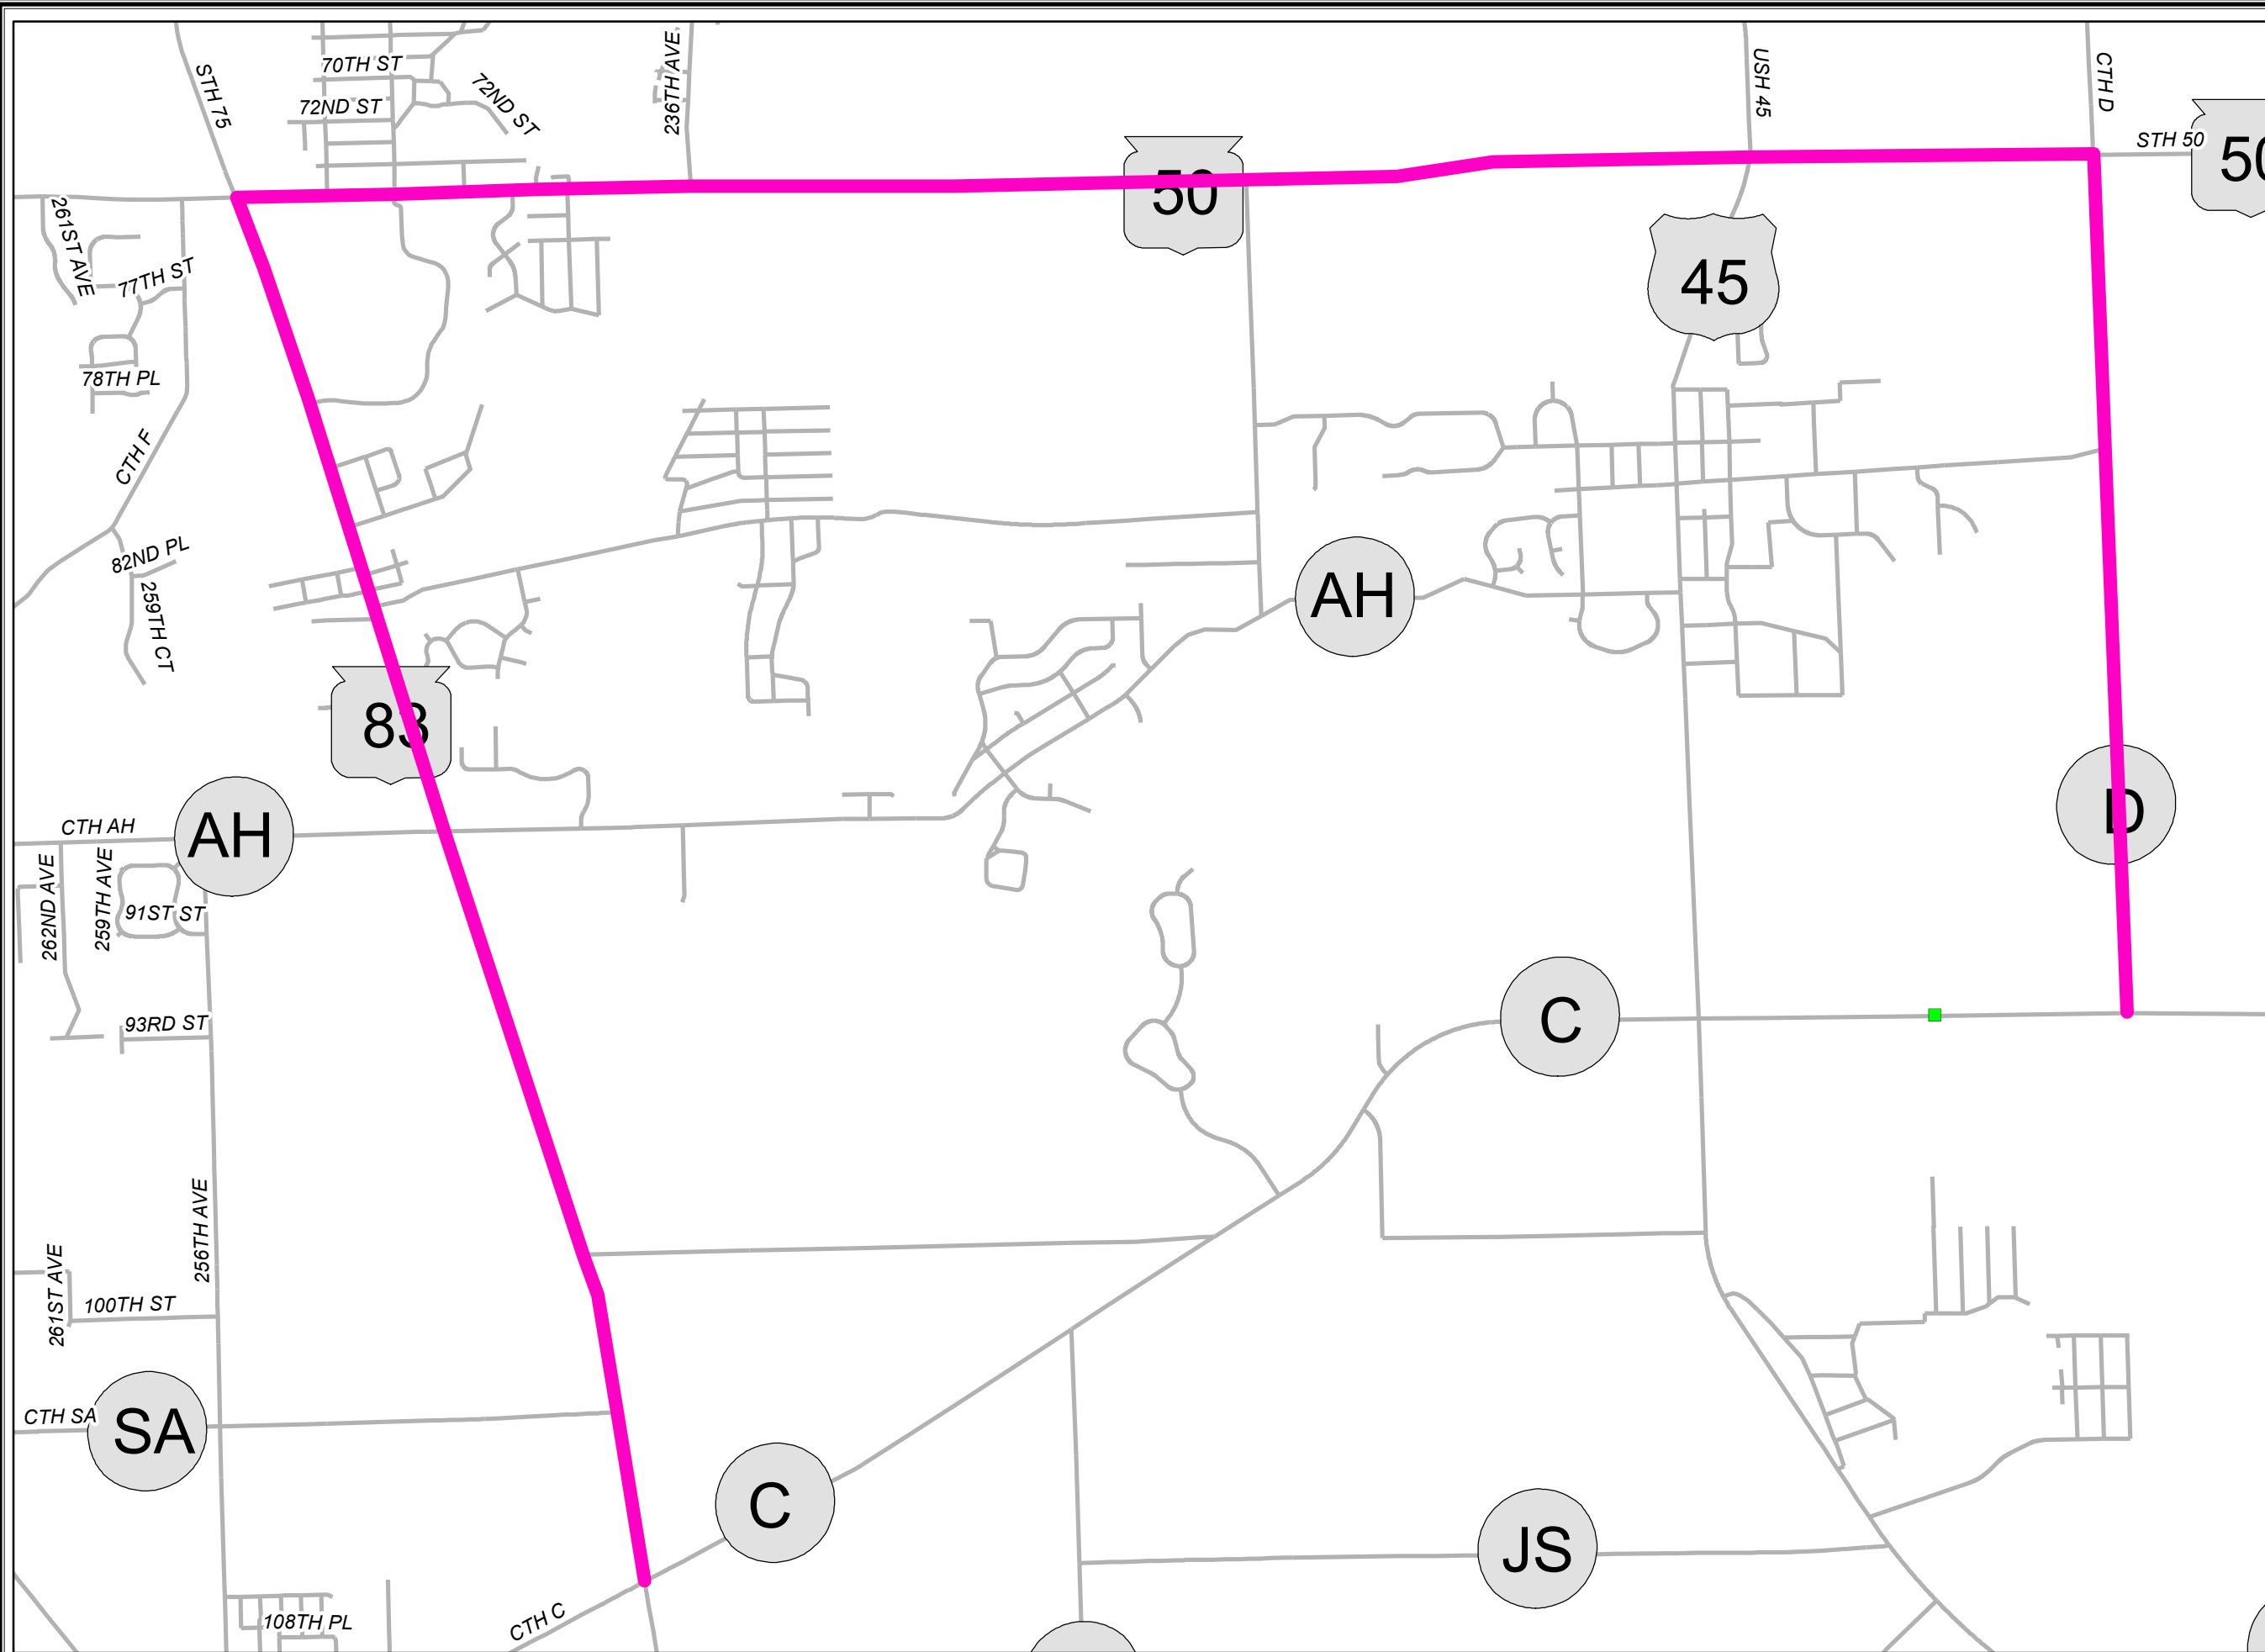 STH 75
70TH ST
72ND ST
72ND ST
236TH AVE
USH 45
CTH D
STH 50
50
50
45
261ST AVE
77TH ST
78TH PL
CTH F
82ND PL
259TH CT
AH
83
D
CTH AH
AH
262ND AVE
259TH AVE
91ST ST
93RD ST
C
256TH AVE
261ST AVE
100TH ST
CTH SA
SA
C
JS
108TH PL
CTH C